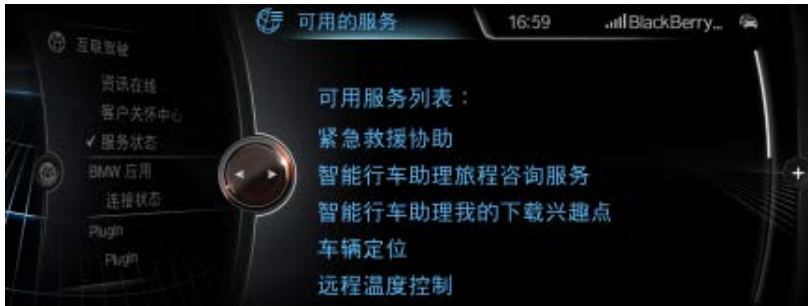 可用的服务
16:59
BlackBerry...
互联驾驶
资讯在线
客户关怀中心
✓ 服务状态
BMW 应用
连接状态
Plugin
Plugin
可用服务列表：
紧急救援协助
智能行车助理旅程咨询服务
智能行车助理我的下载兴趣点
车辆定位
远程温度控制